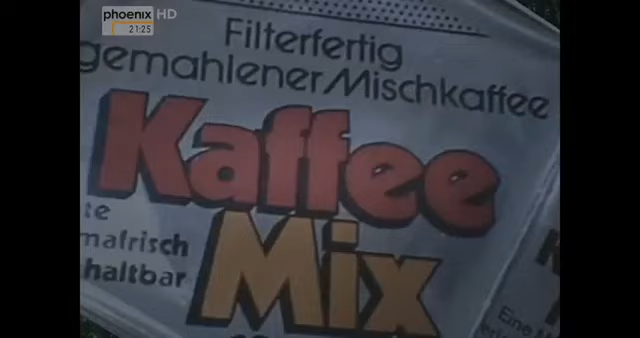 phoenix HD
21:25
Filterfertig
gemahlener Mischkaffee
Kaffee
Mix
te
mafrisch
haltbar
Eine